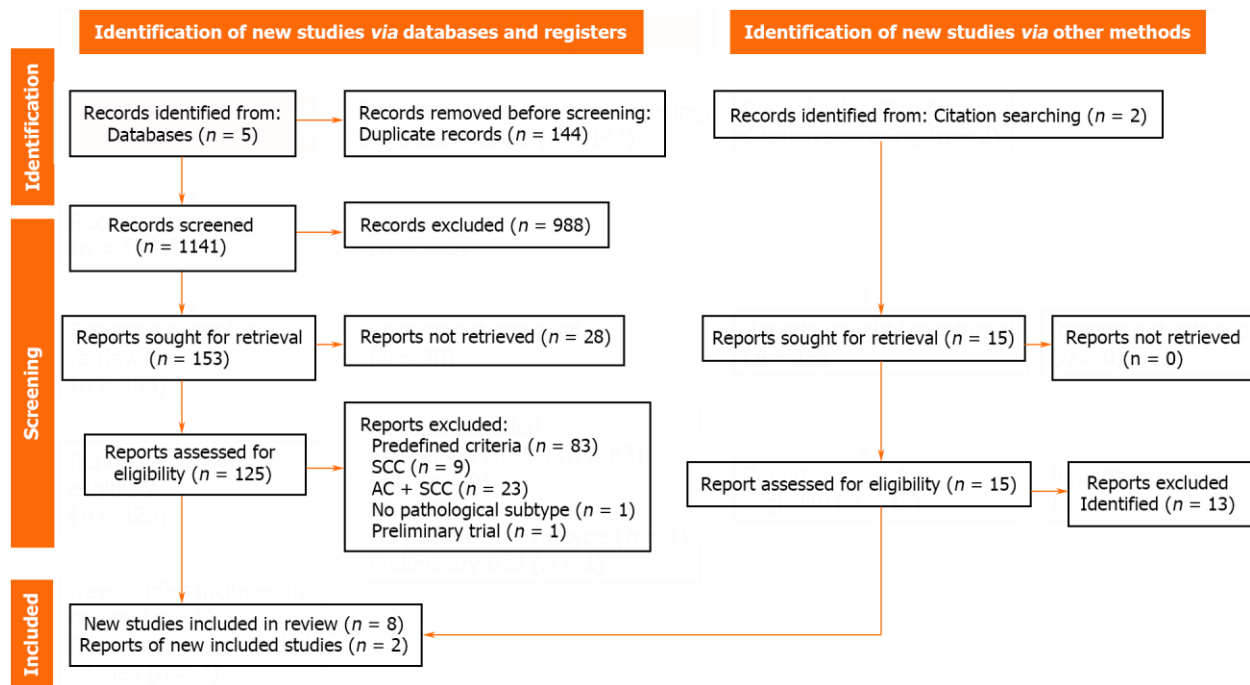 Identification of new studies via databases and registers
Identification of new studies via other methods
Identification
Records identified from:
Databases (n = 5)
Records removed before screening:
Duplicate records (n = 144)
Records identified from: Citation searching (n = 2)
Screening
Records screened
(n = 1141)
Records excluded (n = 988)
Reports sought for retrieval
(n = 153)
Reports not retrieved (n = 28)
Reports sought for retrieval (n = 15)
Reports not retrieved
(n = 0)
Reports assessed for
eligibility (n = 125)
Reports excluded:
Predefined criteria (n = 83)
SCC (n = 9)
AC + SCC (n = 23)
No pathological subtype (n = 1)
Preliminary trial (n = 1)
Report assessed for eligibility (n = 15)
Reports excluded
Identified (n = 13)
Included
New studies included in review (n = 8)
Reports of new included studies (n = 2)